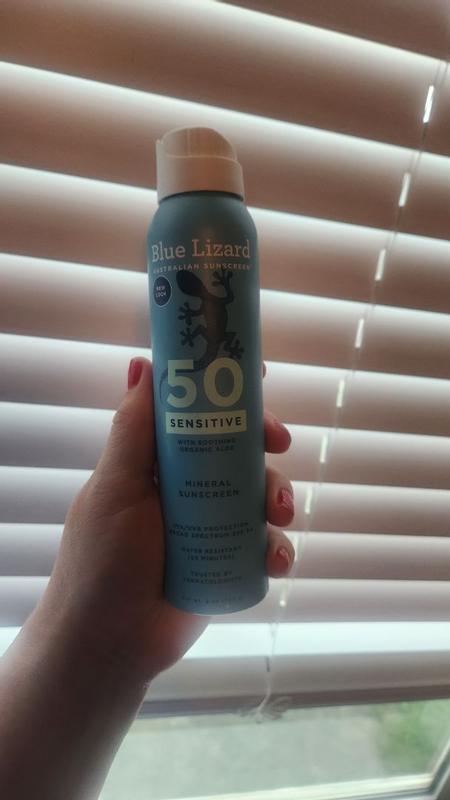 Blue Lizard
AUSTRALIAN SUNSCREEN
NEW
LOOK
50
SENSITIVE
WITH SOOTHING
ORGANIC ALOE
MINERAL
SUNSCREEN
UVA/UVB PROTECTION
BROAD SPECTRUM SPF 50
WATER RESISTANT
(80 MINUTES)
TRUSTED BY
DERMATOLOGISTS